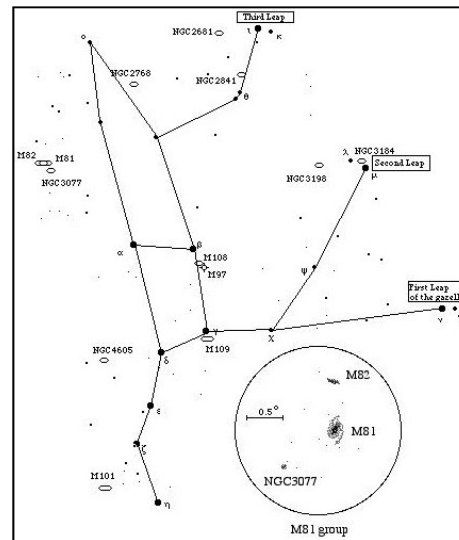 Third Leap
ο
NGC2681
ι
κ
NGC2841
NGC2768
θ
M82
M81
NGC3077
λ
NGC3184
NGC3198
Second Leap
μ
α
β
M108
M97
ψ
First Leap
of the gazell
γ
χ
ν
M109
NGC4605
δ
M82
0.5°
ε
M81
ζ
NGC3077
M101
η
M81 group